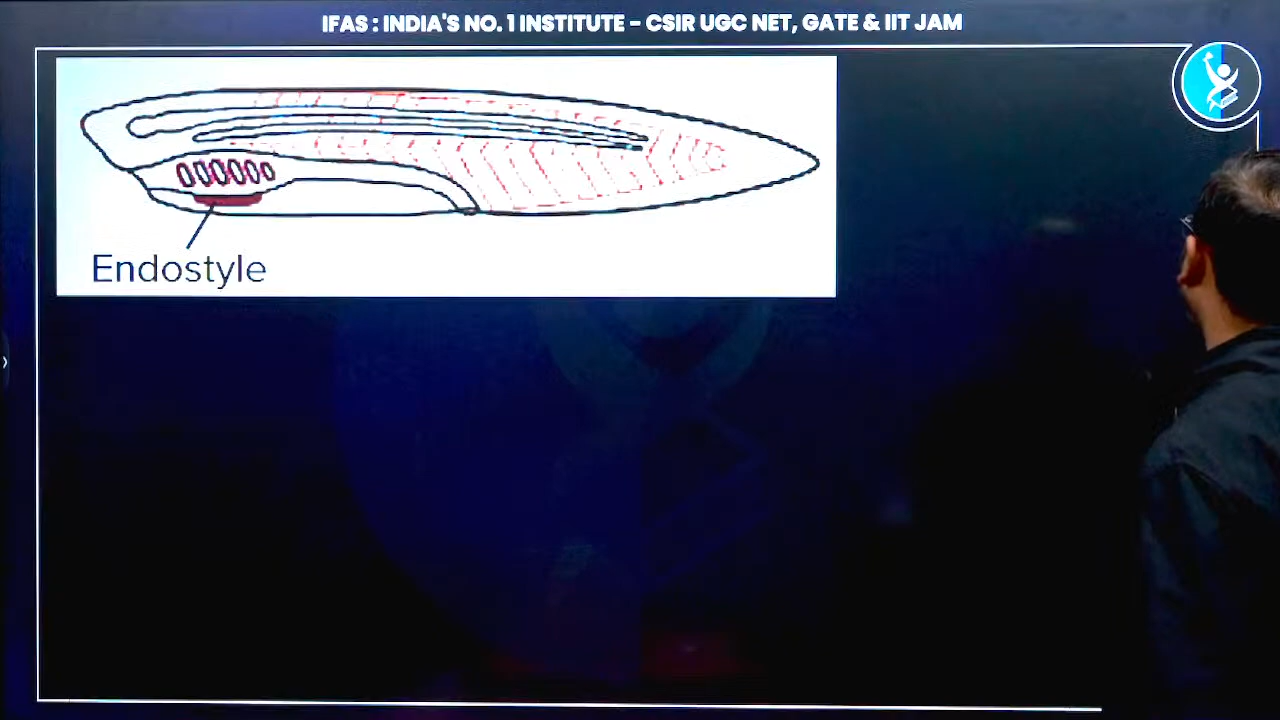 IFAS : INDIA'S NO. 1 INSTITUTE - CSIR UGC NET, GATE & IIT JAM
Endostyle